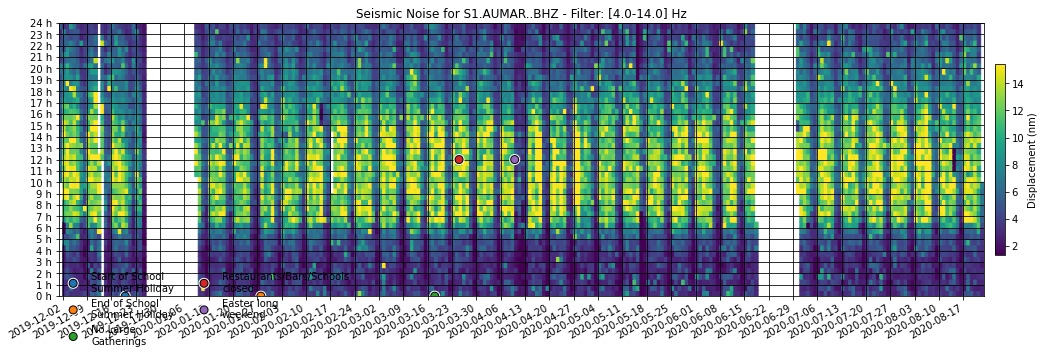 Seismic Noise for S1.AUMAR..BHZ - Filter: [4.0-14.0] Hz
24 h
23 h
22 h
21 h
20 h
19 h
18 h
17 h
16 h
15 h
14 h
13 h
12 h
11 h
10 h
9 h
8 h
7 h
6 h
5 h
4 h
3 h
2 h
1 h
0 h
14
12
10
8
6
4
2
Displacement (nm)
Start of School
Summer Holiday
End of School
Summer Holiday
No Large
Gatherings
Restaurants/Bars/Schools
closed
Easter long
weekend
2019-12-02
2020-02-10
2020-02-17
2020-02-24
2020-03-02
2020-03-09
2020-03-16
2020-03-23
2020-03-30
2020-04-06
2020-04-13
2020-04-20
2020-04-27
2020-05-04
2020-05-11
2020-05-18
2020-05-25
2020-06-01
2020-06-08
2020-06-15
2020-06-22
2020-06-29
2020-07-06
2020-07-13
2020-07-20
2020-07-27
2020-08-03
2020-08-10
2020-08-17